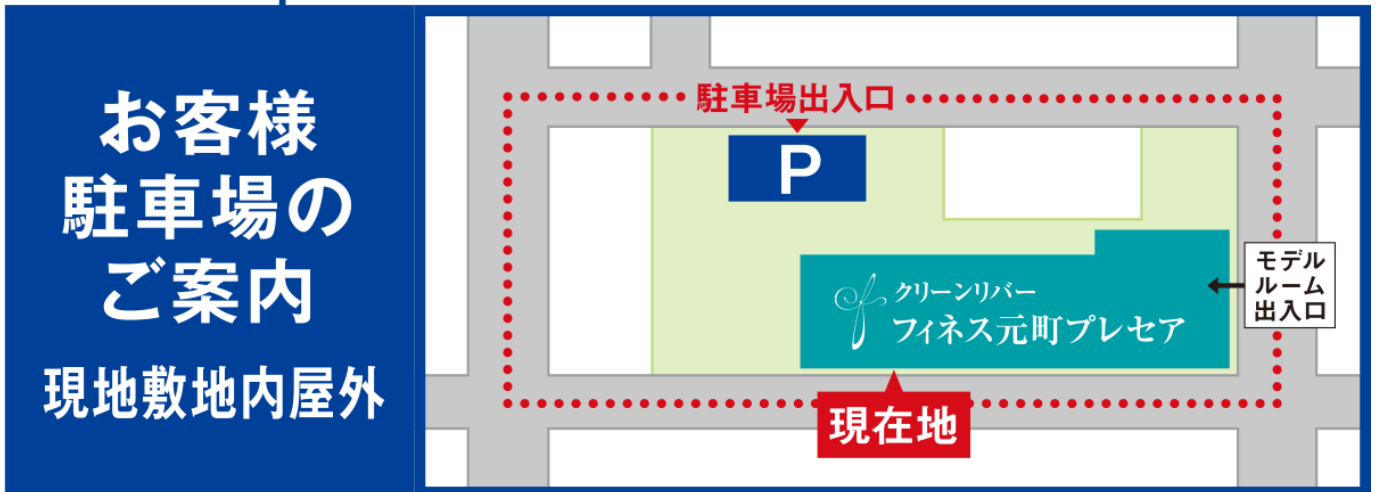 お客様
駐車場の
ご案内
現地敷地内屋外
駐車場出入口
P
クリーンリバー
フィネス元町プレセア
モデル
ルーム
出入口
現在地